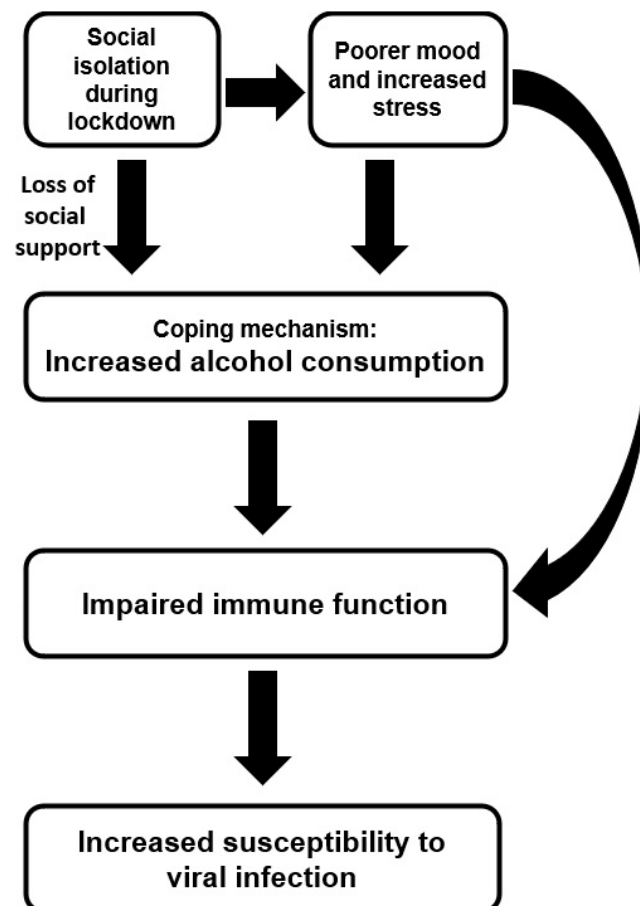 Social
isolation
during
lockdown
Poorer mood
and increased
stress
Loss of
social
support
Coping mechanism:
Increased alcohol consumption
Impaired immune function
Increased susceptibility to
viral infection